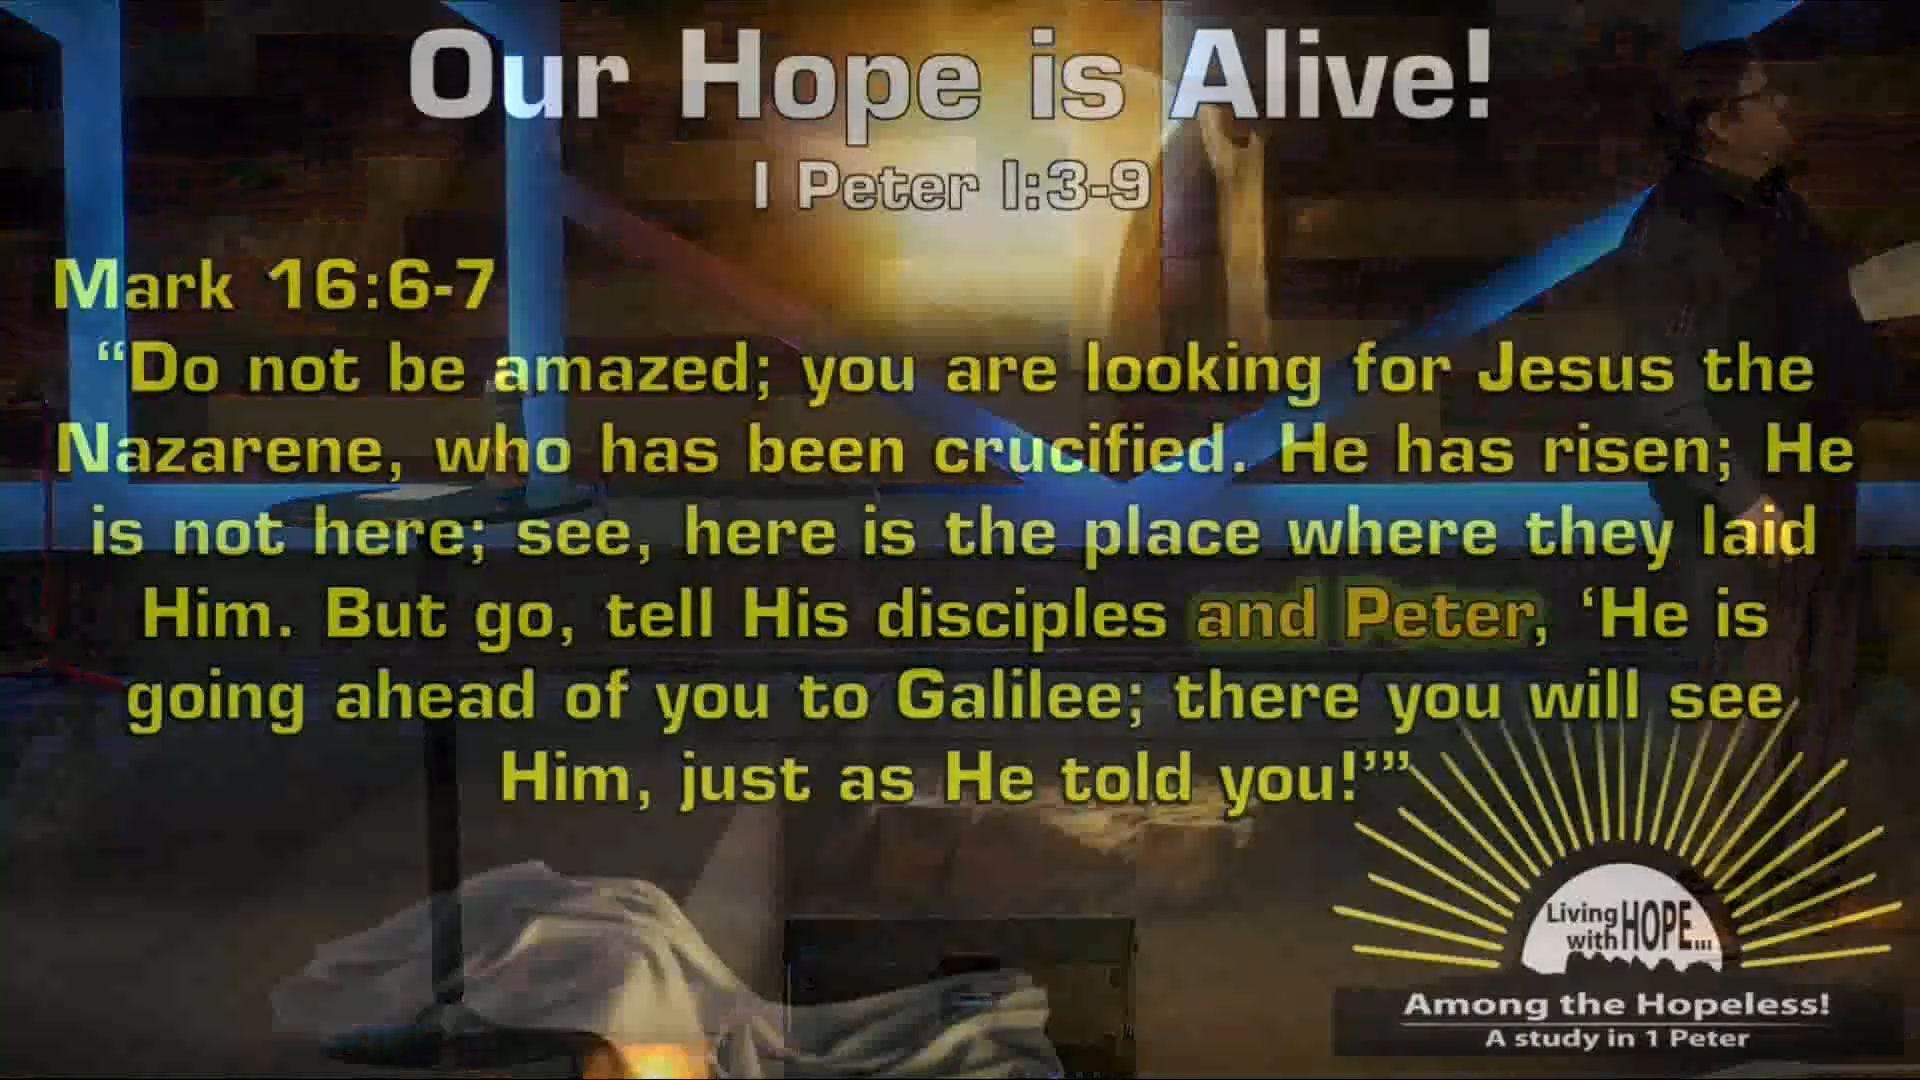 Our Hope is Alive!
I Peter I:3-9
Mark 16:6-7
“Do not be amazed; you are looking for Jesus the
Nazarene, who has been crucified. He has risen; He
is not here; see, here is the place where they laid
Him. But go, tell His disciples and Peter, ‘He is
going ahead of you to Galilee; there you will see
Him, just as He told you!’”
Living
with HOPE...
Among the Hopeless!
A study in 1 Peter